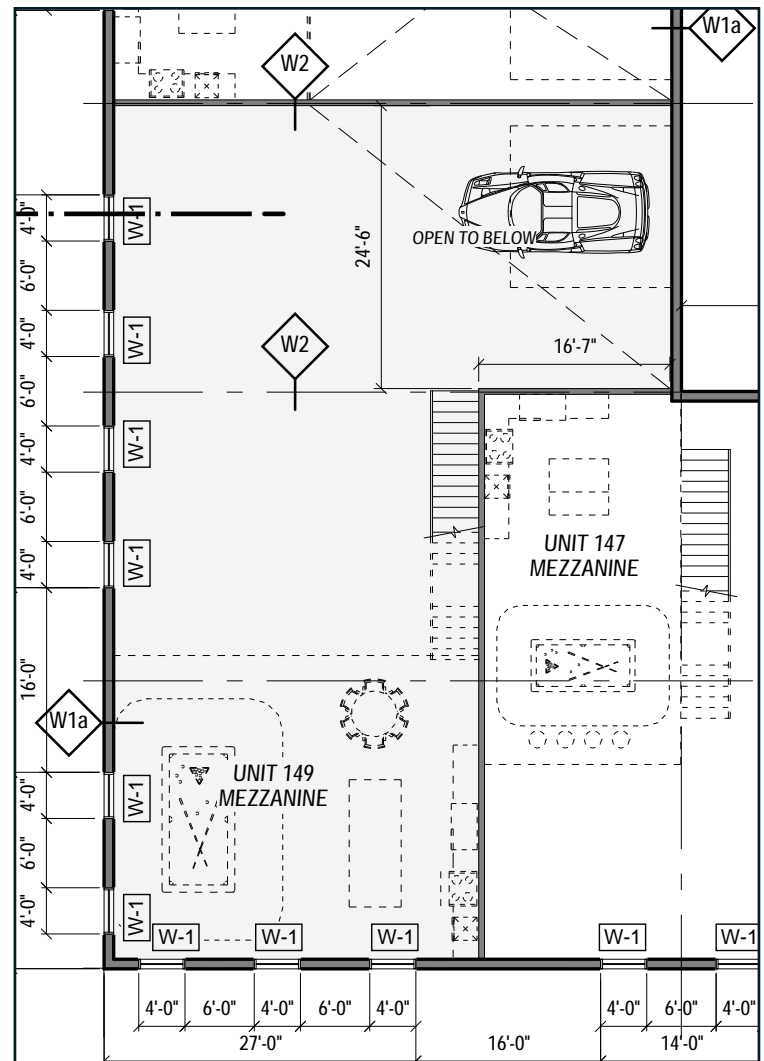 W1a
W2
4'-0"
W-1
24'-6"
OPEN TO BELOW
6'-0"
4'-0"
W-1
W2
16'-7"
6'-0"
4'-0"
W-1
6'-0"
4'-0"
W-1
UNIT 147
MEZZANINE
16'-0"
W1a
UNIT 149
MEZZANINE
4'-0"
W-1
6'-0"
4'-0"
W-1
W-1
W-1
W-1
W-1
W-1
4'-0"
6'-0"
4'-0"
6'-0"
4'-0"
4'-0"
6'-0"
4'-0"
27'-0"
16'-0"
14'-0"